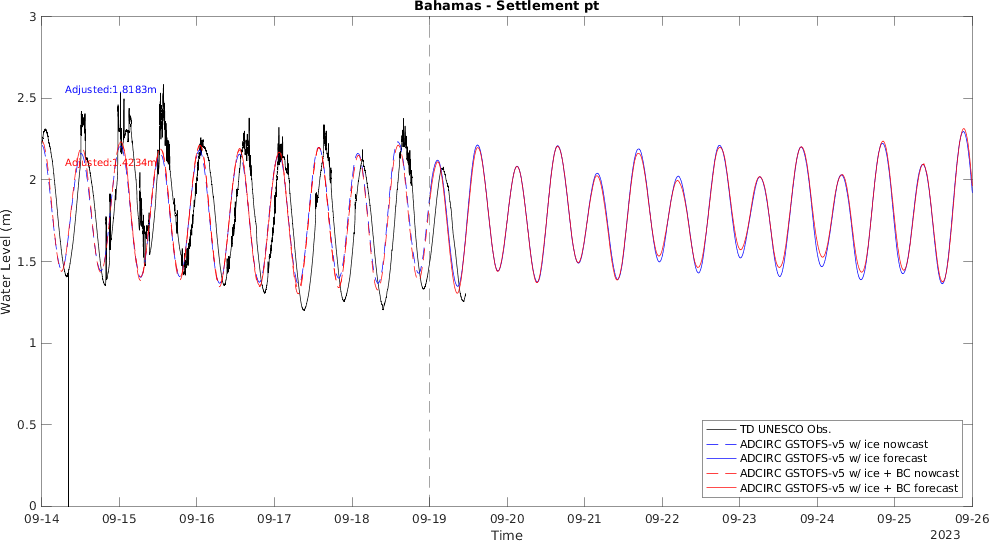 Bahamas - Settlement pt
3
2.5
2
1.5
1
0.5
0
Water Level (m)
Adjusted:1.8183m
Adjusted:1.4234m
TD UNESCO Obs.
ADCIRC GSTOFS-v5 w/ ice nowcast
ADCIRC GSTOFS-v5 w/ ice forecast
ADCIRC GSTOFS-v5 w/ ice + BC nowcast
ADCIRC GSTOFS-v5 w/ ice + BC forecast
09-14 09-15 09-16 09-17 09-18 09-19 09-20 09-21 09-22 09-23 09-24 09-25 09-26
Time
2023